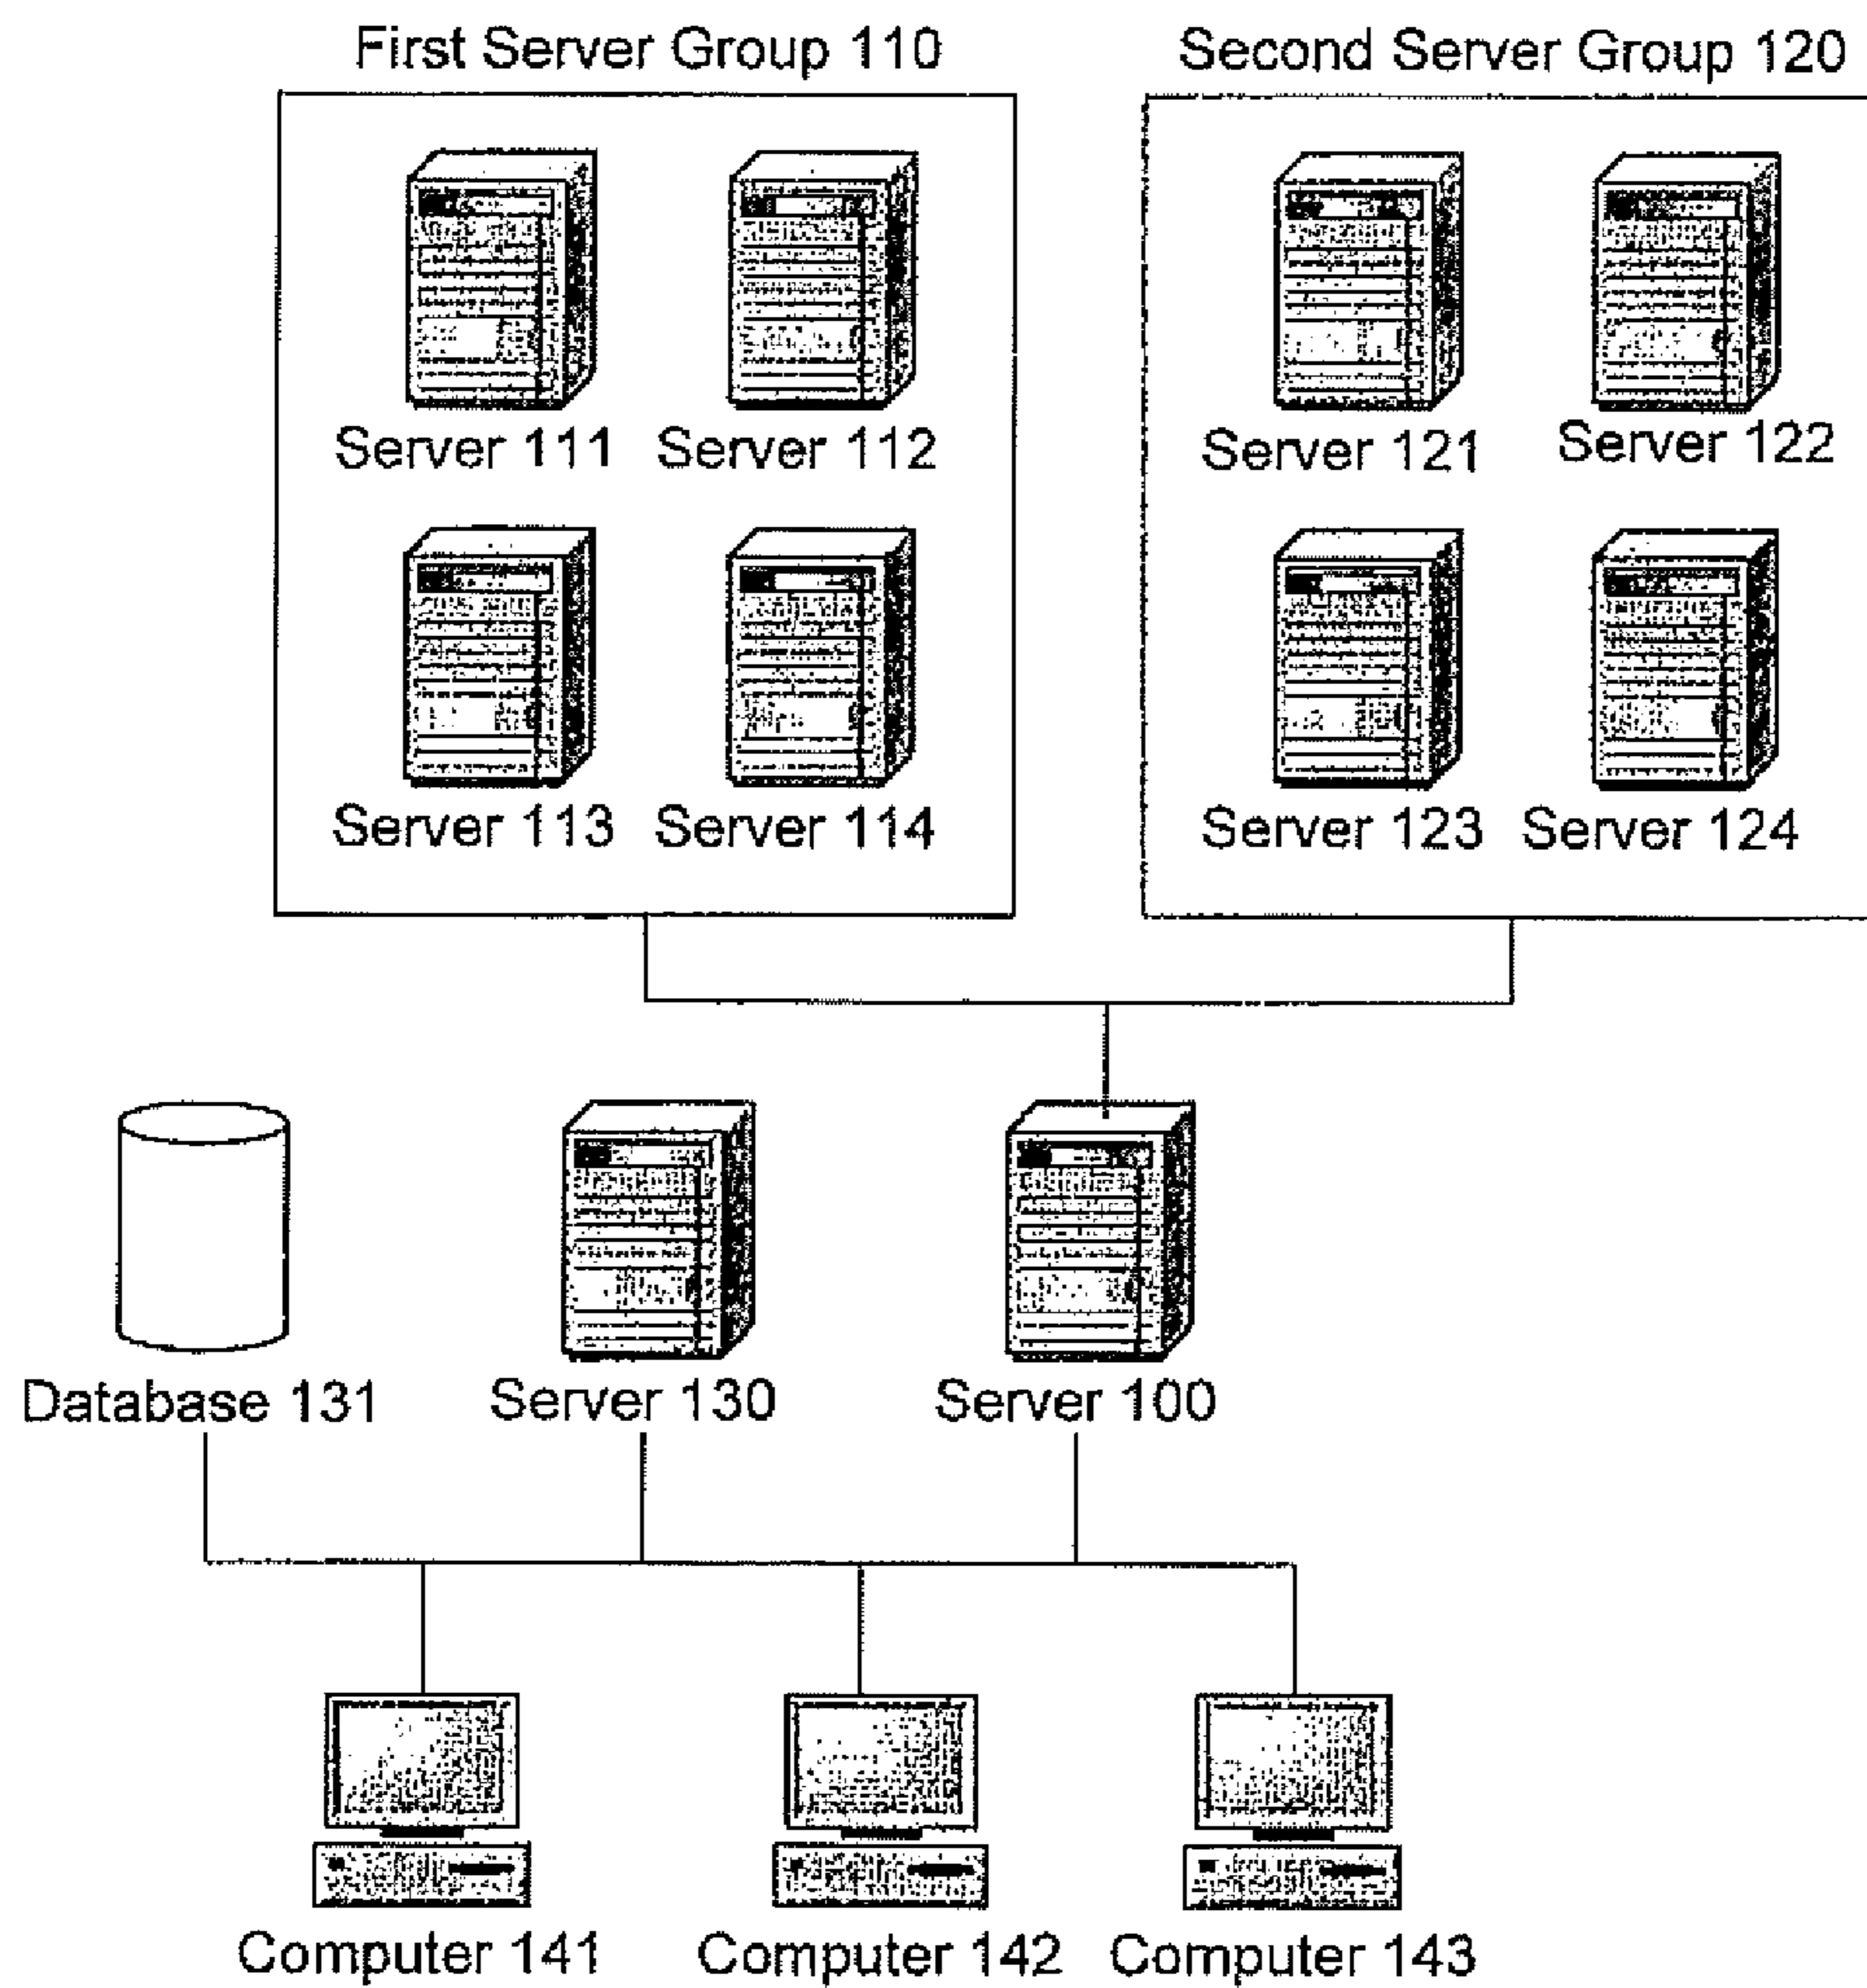 First Server Group 110
Second Server Group 120
Server 111
Server 112
Server 121
Server 122
Server 113
Server 114
Server 123
Server 124
Database 131
Server 130
Server 100
Computer 141
Computer 142
Computer 143